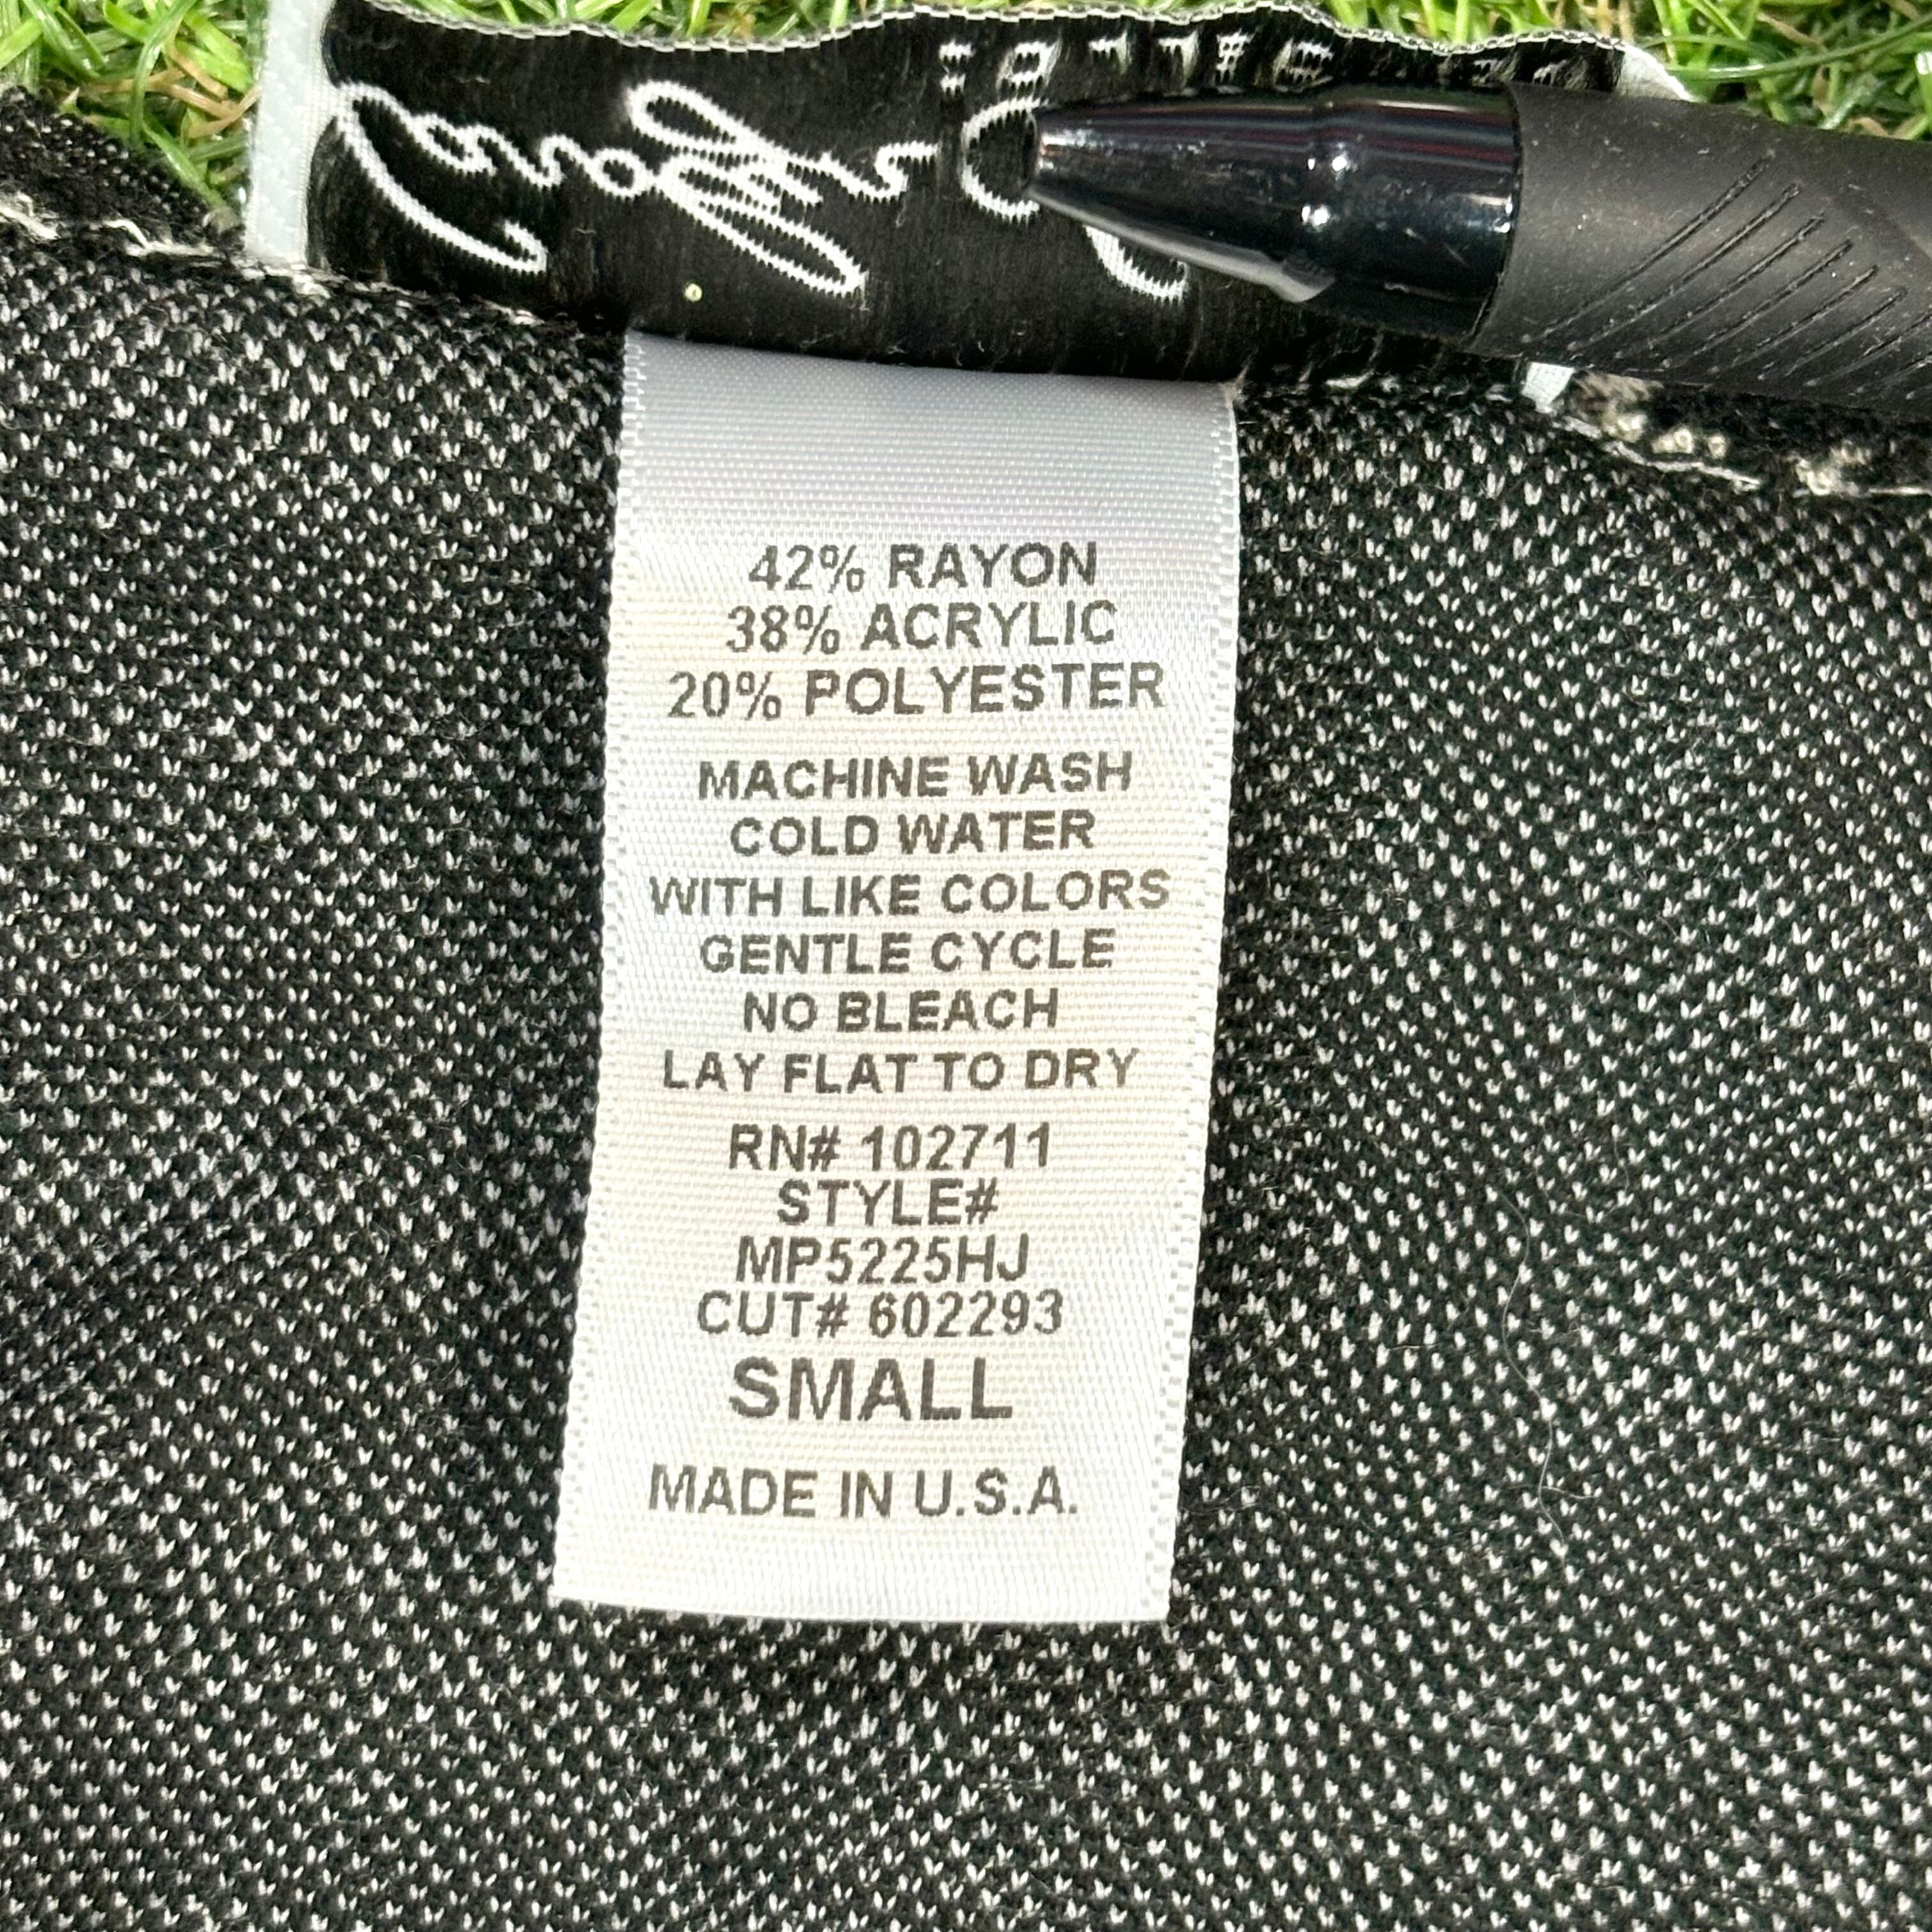 42% RAYON
38% ACRYLIC
20% POLYESTER
MACHINE WASH
COLD WATER
WITH LIKE COLORS
GENTLE CYCLE
NO BLEACH
LAY FLAT TO DRY
RN# 102711
STYLE#
MP5225HJ
CUT# 602293
SMALL
MADE IN U.S.A.